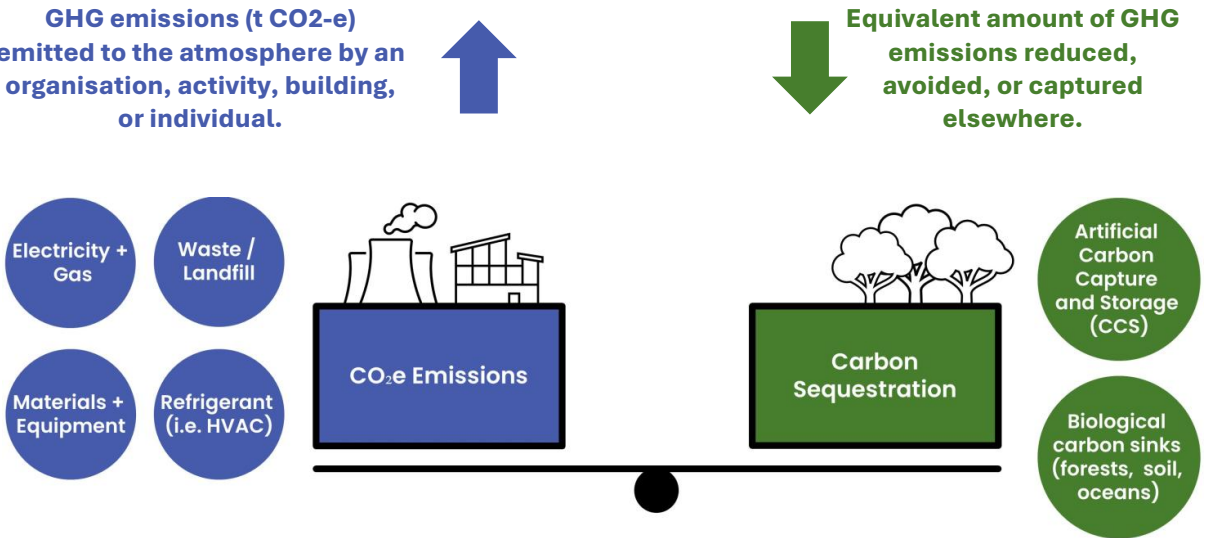 GHG emissions (t CO2-e)
emitted to the atmosphere by an
organisation, activity, building,
or individual.
Equivalent amount of GHG
emissions reduced,
avoided, or captured
elsewhere.
Electricity +
Gas
Waste /
Landfill
Materials +
Equipment
Refrigerant
(i.e. HVAC)
CO₂e Emissions
Carbon
Sequestration
Artificial
Carbon
Capture
and Storage
(CCS)
Biological
carbon sinks
(forests, soil,
oceans)